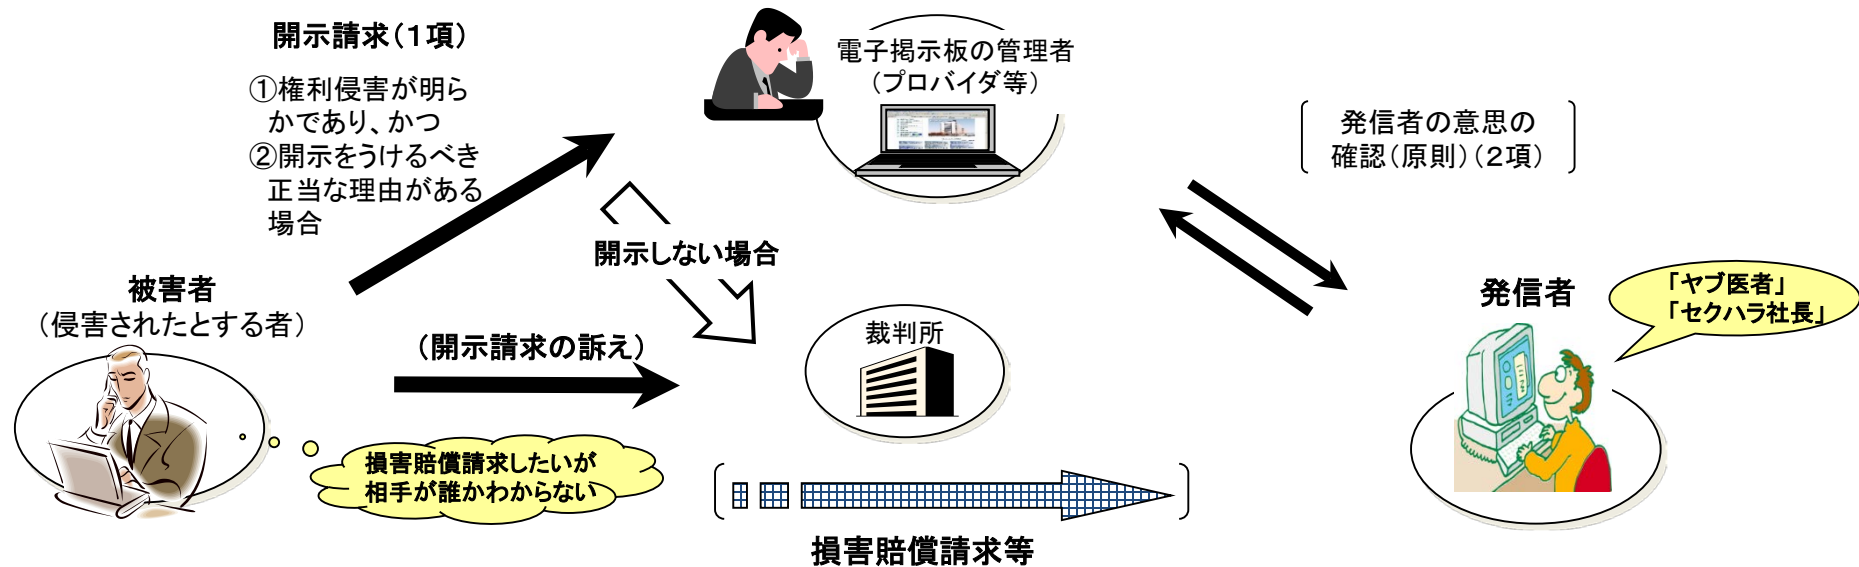 開示請求（１項）
①権利侵害が明ら
かであり、かつ
②開示をうけるべき
正当な理由がある
場合
電子掲示板の管理者
（プロバイダ等）
発信者の意思の
確認（原則）（２項）
開示しない場合
被害者
（侵害されたとする者）
（開示請求の訴え）
裁判所
発信者
「ヤブ医者」
「セクハラ社長」
損害賠償請求したいが
相手が誰かわからない
損害賠償請求等